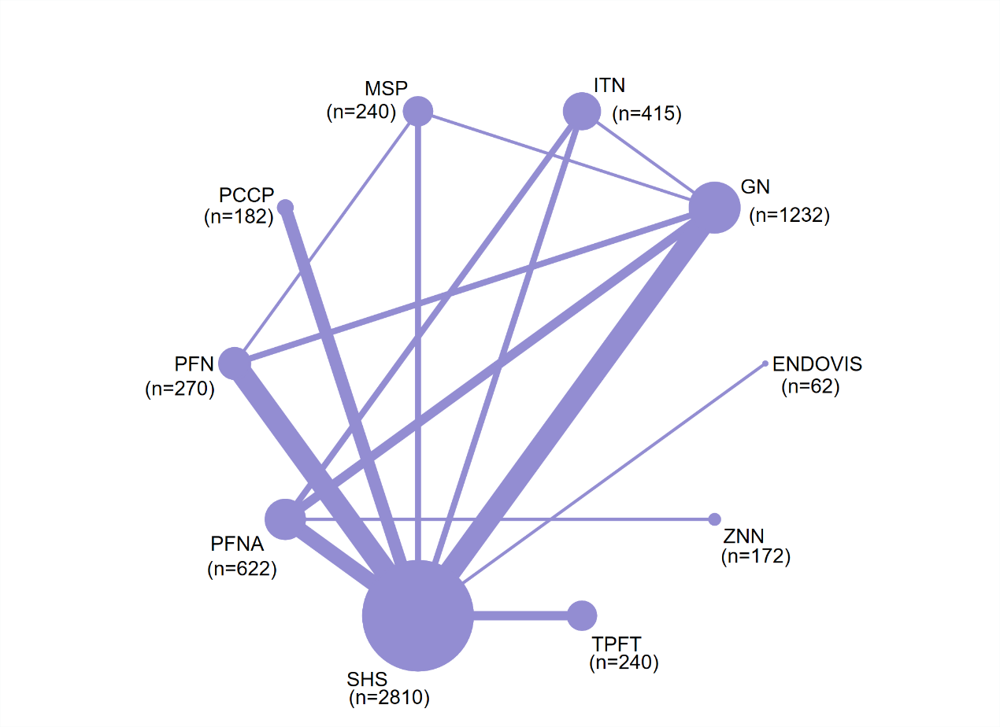 MSP
(n=240)
ITN
(n=415)
PCCP
(n=182)
GN
(n=1232)
PFN
(n=270)
ENDOVIS
(n=62)
PFNA
(n=622)
ZNN
(n=172)
TPFT
(n=240)
SHS
(n=2810)